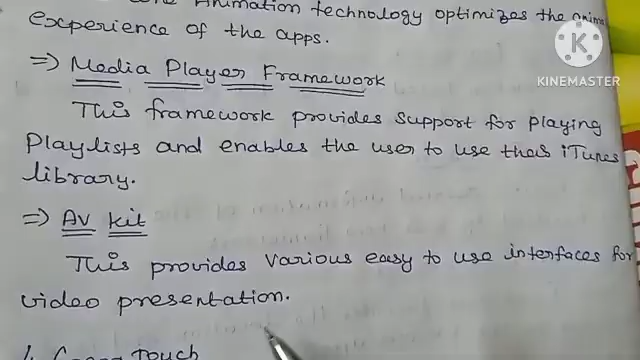 Animation technology optimizes the
experience of the apps.
⇒ Media Player Framework
This framework provides support for playing
Playlists and enables the user to use their iTunes
library.
⇒ AV Kit
This provides various easy to use interfaces for
video presentation.
Touch
KINEMASTER